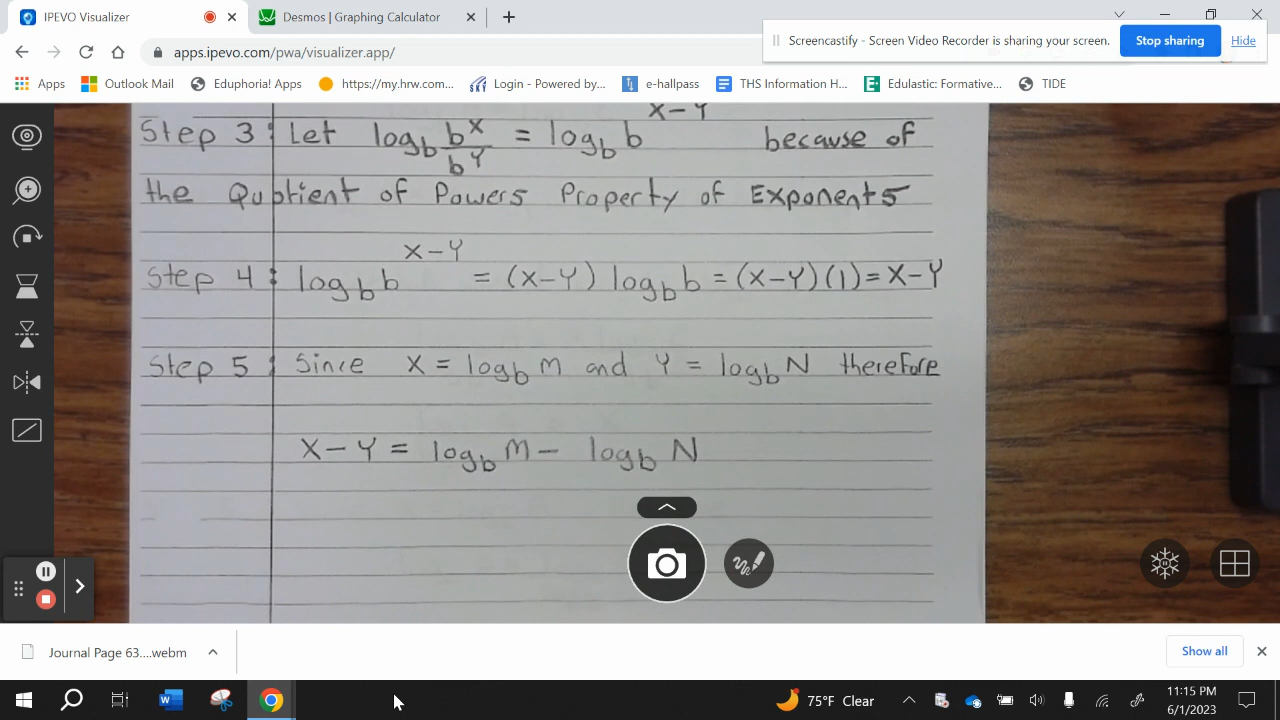 IPEVO Visualizer
Desmos | Graphing Calculator
apps.ipevo.com/pwa/visualizer.app/
Screencastify - Screen Video Recorder is sharing your screen.
Stop sharing
Hide
Apps
Outlook Mail
Eduphoria! Apps
https://my.hrw.com...
Login - Powered by...
e-hallpass
THS Information H...
Edulastic: Formative...
TIDE
Step 3: Let log_b b^x/b^y = log_b b^(x-y) because of
the Quotient of Powers Property of Exponents
Step 4: log_b b^(x-y) = (x-y) log_b b = (x-y)(1) = x-y
Step 5: Since x = log_b M and y = log_b N therefore
x-y = log_b M - log_b N
Journal Page 63....webm
Show all
75°F Clear
11:15 PM
6/1/2023